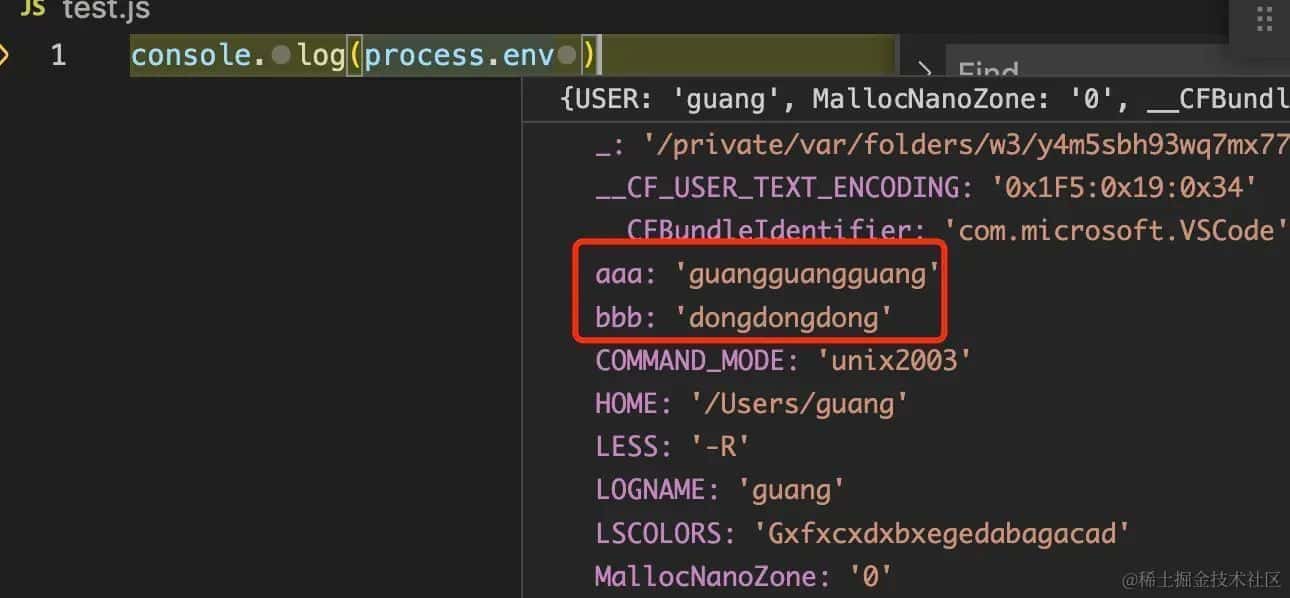 JS test.js
1 console.log(process.env)
Find
{USER: 'guang', MallocNanoZone: '0', __CFBundl
_: '/private/var/folders/w3/y4m5sbh93wq7mx77
__CF_USER_TEXT_ENCODING: '0x1F5:0x19:0x34'
__CFBundleIdentifier: 'com.microsoft.VSCode'
aaa: 'guangguangguang'
bbb: 'dongdongdong'
COMMAND_MODE: 'unix2003'
HOME: '/Users/guang'
LESS: '-R'
LOGNAME: 'guang'
LSCOLORS: 'Gxfxcxdxbxegedabagacad'
MallocNanoZone: '0'
@稀土掘金技术社区